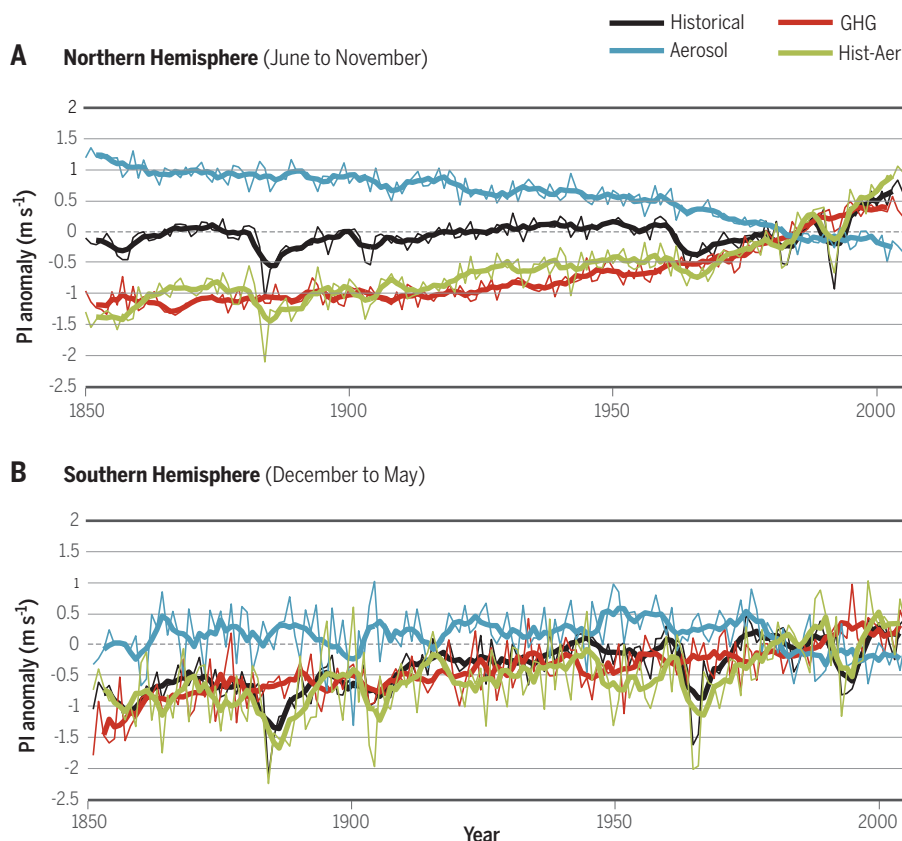 Historical GHG
Aerosol Hist-Aer
A Northern Hemisphere (June to November)
2
1.5
1
0.5
0
-0.5
-1
-1.5
-2
-2.5
PI anomaly (m s⁻¹)
1850 1900 1950 2000
B Southern Hemisphere (December to May)
2
1.5
1
0.5
0
-0.5
-1
-1.5
-2
-2.5
PI anomaly (m s⁻¹)
1850 1900 1950 2000
Year